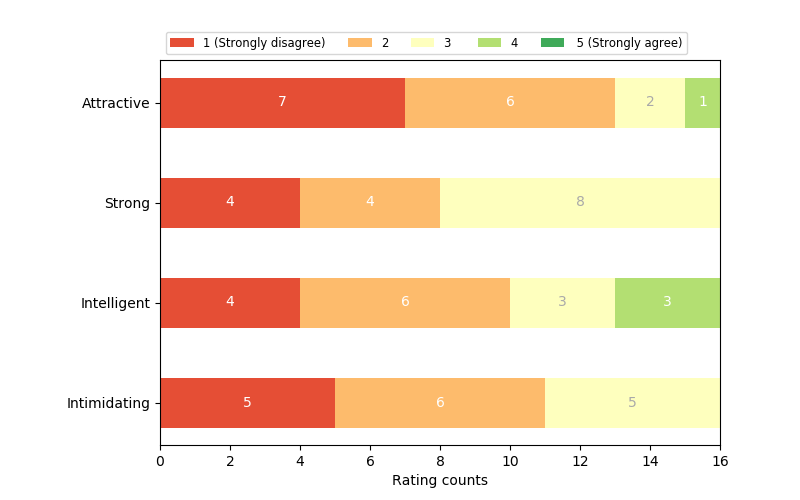 1 (Strongly disagree) 2 3 4 5 (Strongly agree)
Attractive 7 6 2 1
Strong 4 4 8
Intelligent 4 6 3 3
Intimidating 5 6 5
0 2 4 6 8 10 12 14 16
Rating counts